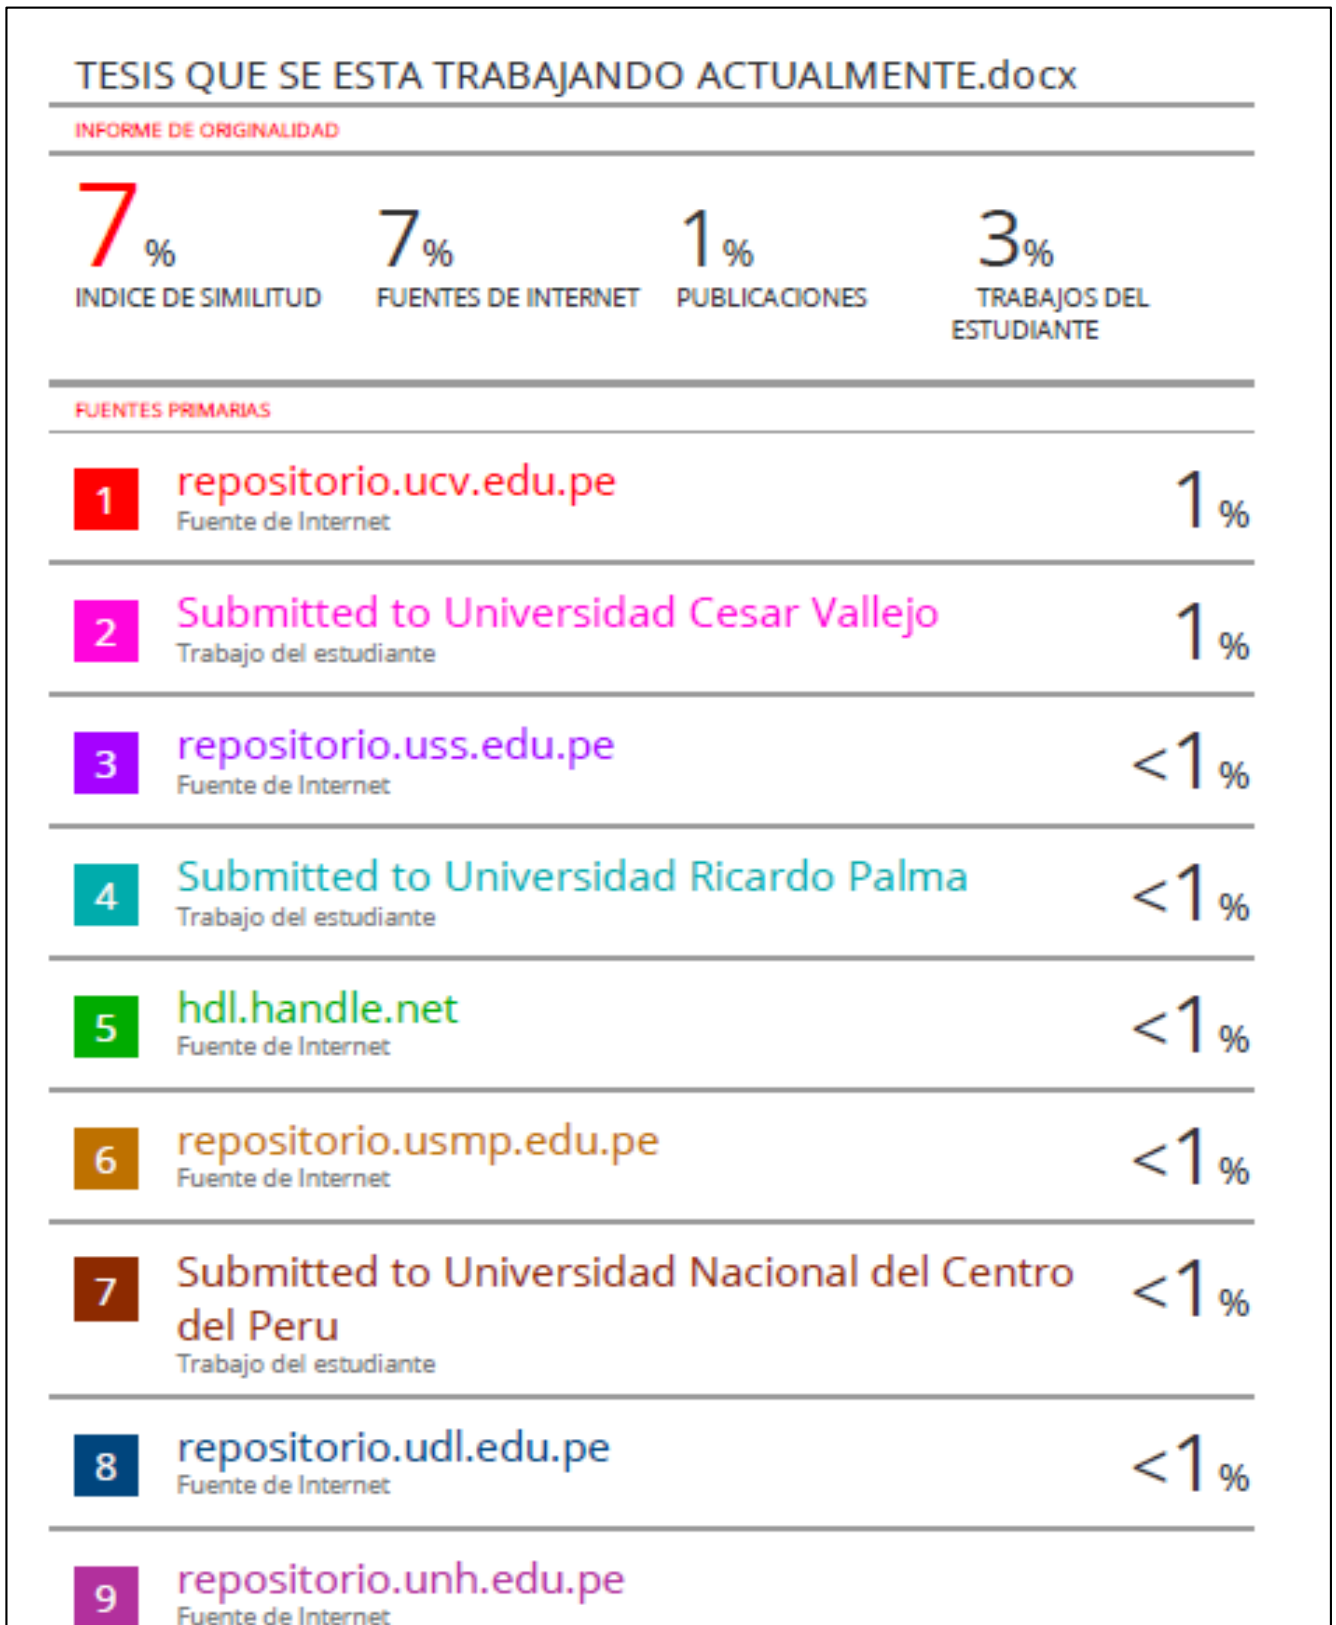 TESIS QUE SE ESTA TRABAJANDO ACTUALMENTE.docx
INFORME DE ORIGINALIDAD
7% 7% 1% 3%
INDICE DE SIMILITUD FUENTES DE INTERNET PUBLICACIONES TRABAJOS DEL
ESTUDIANTE
FUENTES PRIMARIAS
1 repositorio.ucv.edu.pe 1%
Fuente de Internet
2 Submitted to Universidad Cesar Vallejo 1%
Trabajo del estudiante
3 repositorio.uss.edu.pe <1%
Fuente de Internet
4 Submitted to Universidad Ricardo Palma <1%
Trabajo del estudiante
5 hdl.handle.net <1%
Fuente de Internet
6 repositorio.usmp.edu.pe <1%
Fuente de Internet
7 Submitted to Universidad Nacional del Centro <1%
del Peru
Trabajo del estudiante
8 repositorio.udl.edu.pe <1%
Fuente de Internet
9 repositorio.unh.edu.pe
Fuente de Internet